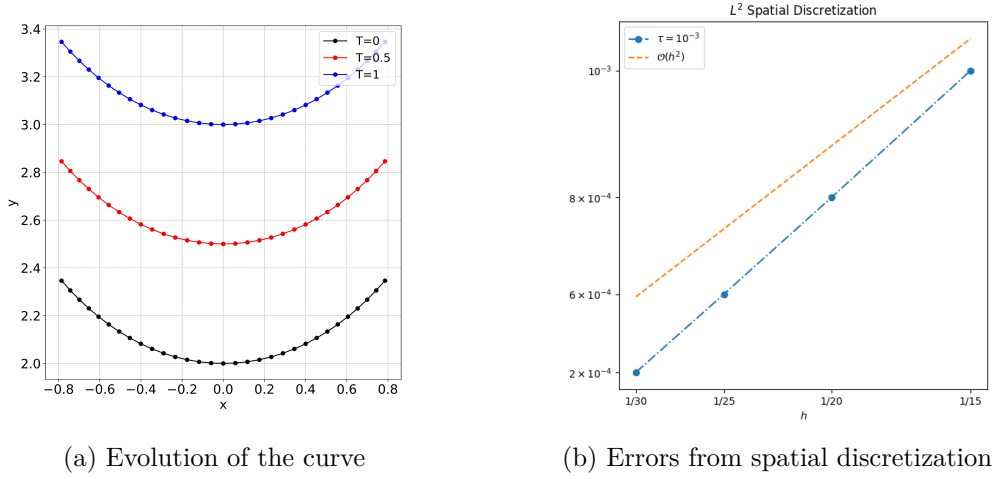 3.4
3.2
3.0
2.8
2.6
2.4
2.2
2.0
y
T=0
T=0.5
T=1
−0.8 −0.6 −0.4 −0.2 0.0 0.2 0.4 0.6 0.8
x
(a) Evolution of the curve
L² Spatial Discretization
τ = 10⁻³
𝒪(h²)
10⁻³
8 × 10⁻⁴
6 × 10⁻⁴
2 × 10⁻⁴
1/30 1/25 1/20 1/15
h
(b) Errors from spatial discretization